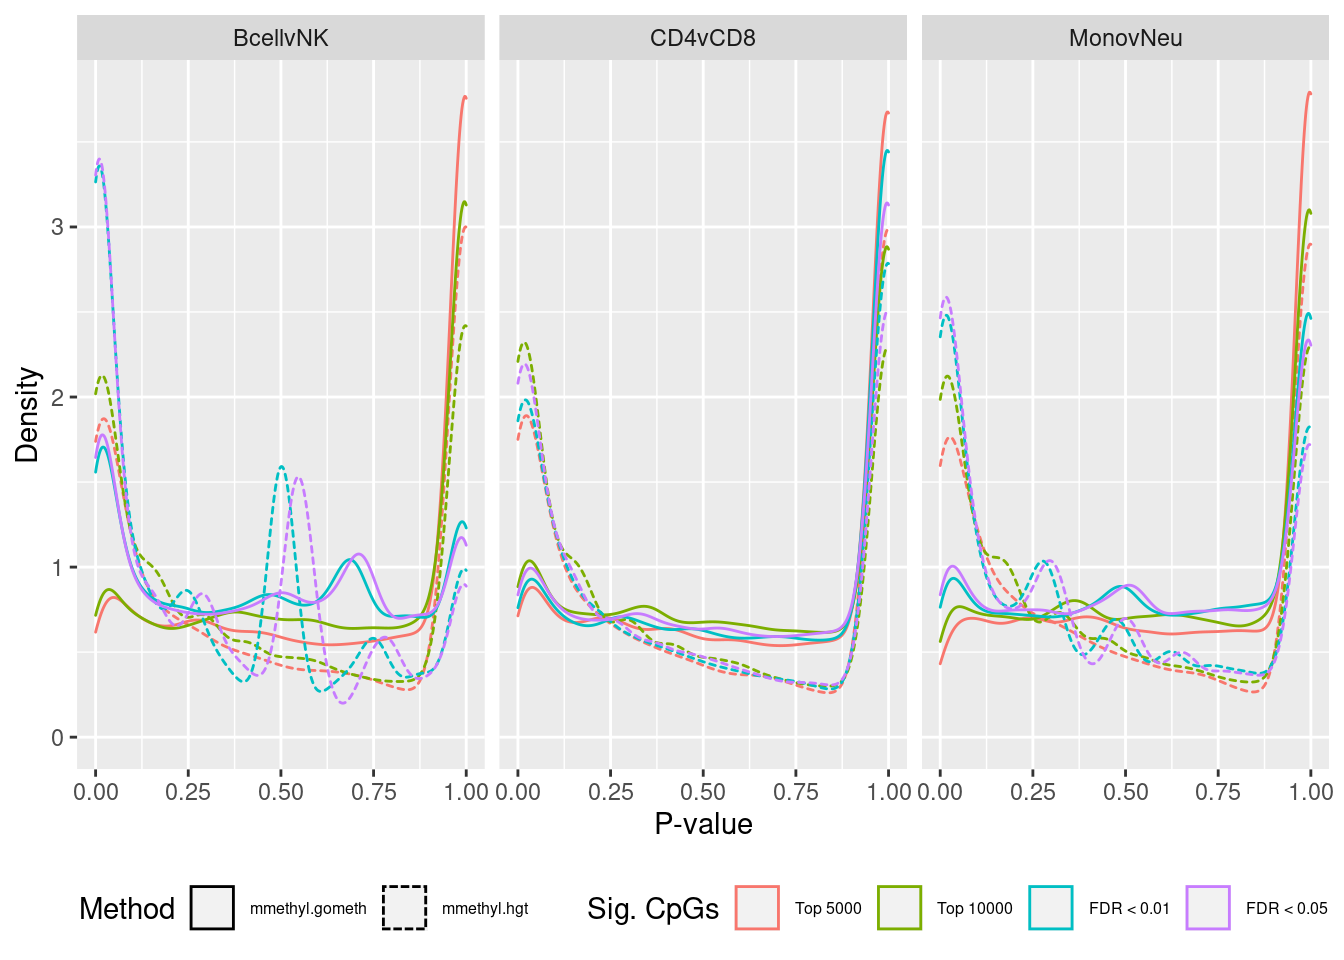 BcellvNK CD4vCD8 MonovNeu
3
2
1
0
Density
0.00 0.25 0.50 0.75 1.00 0.00 0.25 0.50 0.75 1.00 0.00 0.25 0.50 0.75 1.00
P-value
Method mmethyl.gometh mmethyl.hgt Sig. CpGs Top 5000 Top 10000 FDR < 0.01 FDR < 0.05